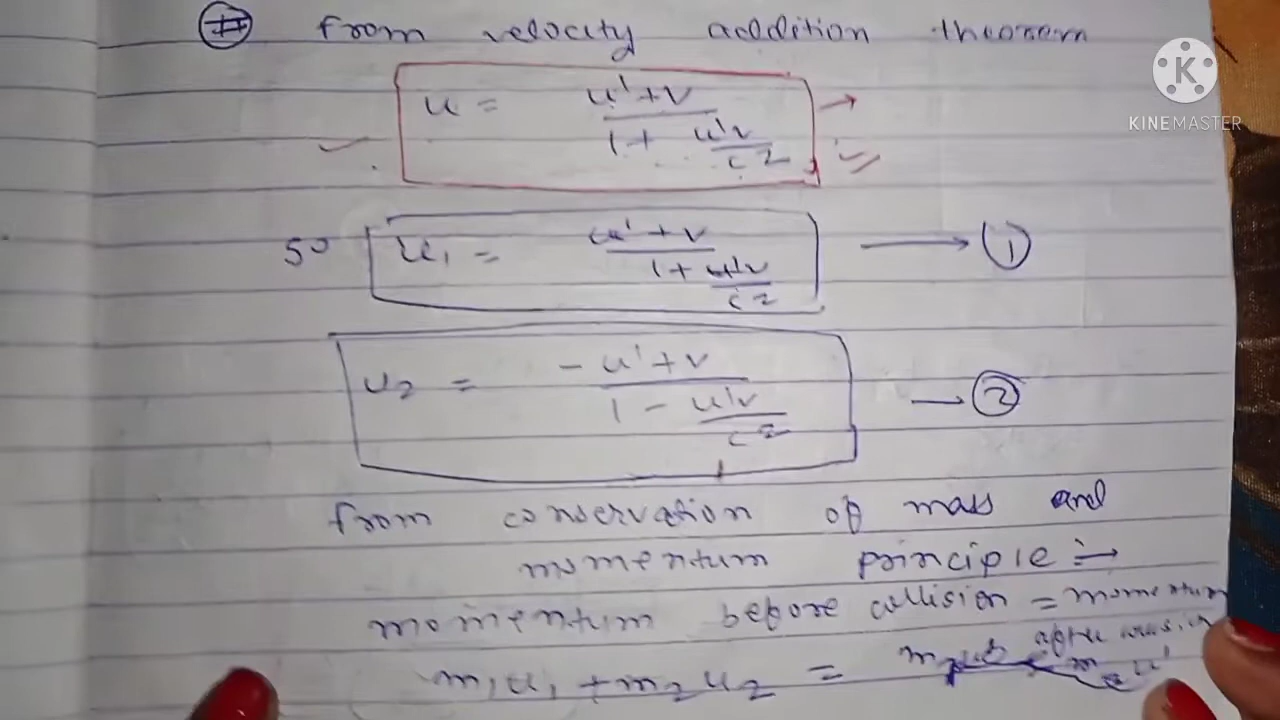 # from velocity addition theorem
K
KINEMASTER
u = u'+v / 1 + u'v/c2
so u1 = u'+v / 1 + u'v/c2 → 1
u2 = -u'+v / 1 - u'v/c2 → 2
from conservation of mass and
momentum principle :→
momentum before collision = momentum
after
m1u1 + m2u2 =